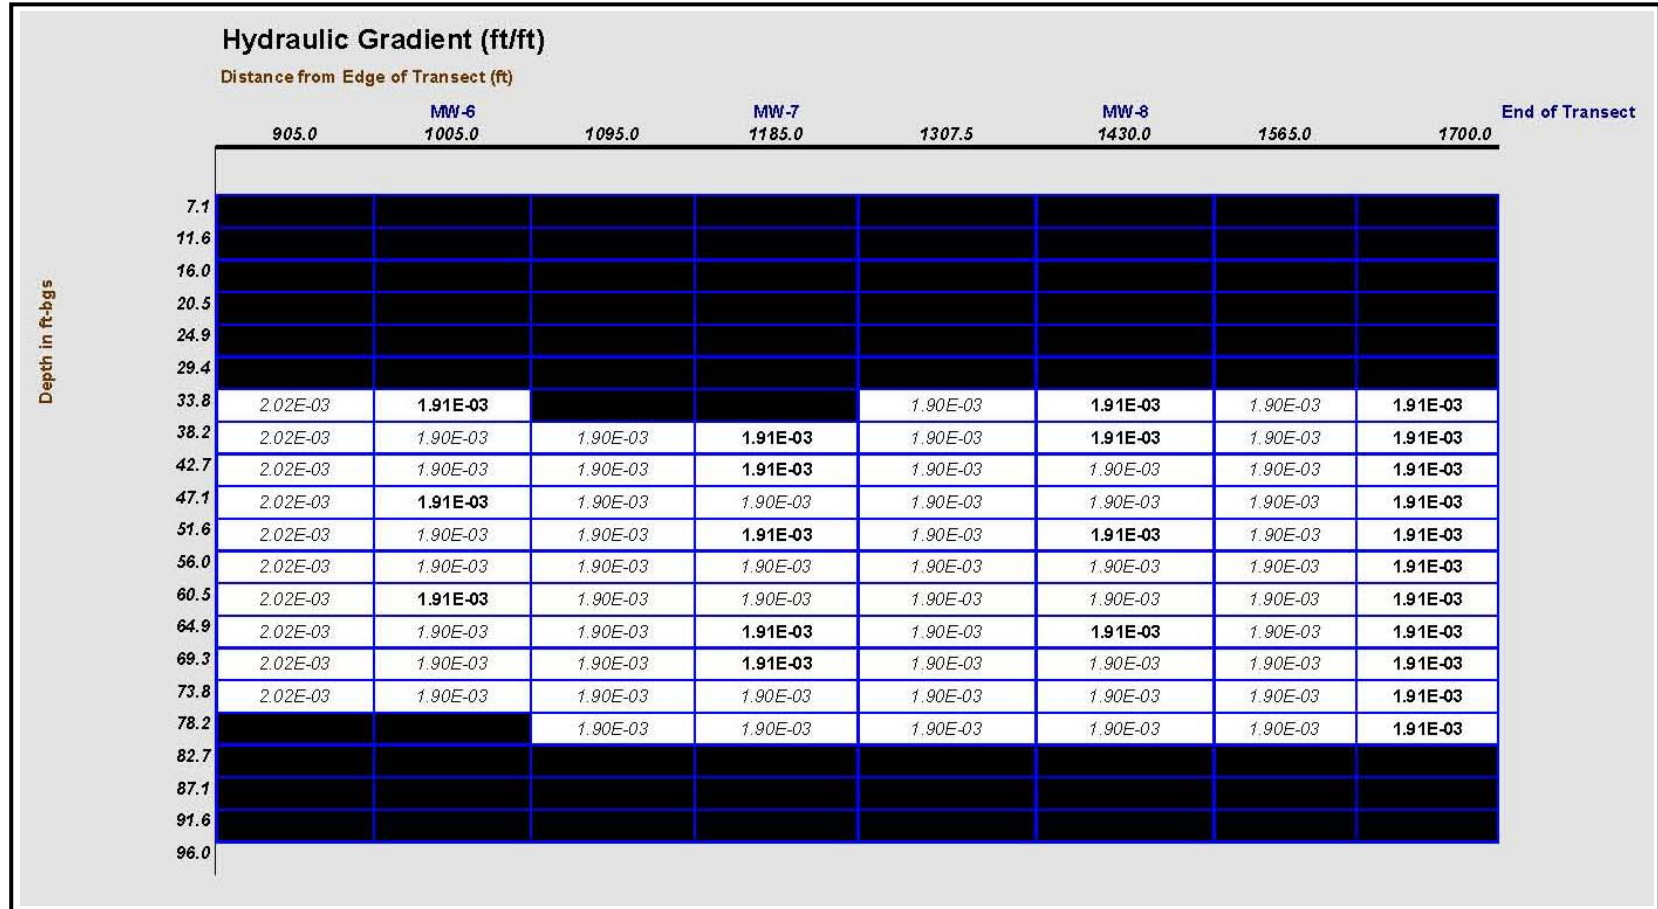 Hydraulic Gradient (ft/ft)
Distance from Edge of Transect (ft)
MW-6 MW-7 MW-8 End of Transect
905.0 1005.0 1095.0 1185.0 1307.5 1430.0 1565.0 1700.0
Depth in ft-bgs
7.1
11.6
16.0
20.5
24.9
29.4
33.8 2.02E-03 1.91E-03 1.90E-03 1.91E-03 1.90E-03 1.91E-03
38.2 2.02E-03 1.90E-03 1.90E-03 1.91E-03 1.90E-03 1.91E-03 1.90E-03 1.91E-03
42.7 2.02E-03 1.90E-03 1.90E-03 1.91E-03 1.90E-03 1.90E-03 1.90E-03 1.91E-03
47.1 2.02E-03 1.91E-03 1.90E-03 1.90E-03 1.90E-03 1.90E-03 1.90E-03 1.91E-03
51.6 2.02E-03 1.90E-03 1.90E-03 1.91E-03 1.90E-03 1.91E-03 1.90E-03 1.91E-03
56.0 2.02E-03 1.90E-03 1.90E-03 1.90E-03 1.90E-03 1.90E-03 1.90E-03 1.91E-03
60.5 2.02E-03 1.91E-03 1.90E-03 1.90E-03 1.90E-03 1.90E-03 1.90E-03 1.91E-03
64.9 2.02E-03 1.90E-03 1.90E-03 1.91E-03 1.90E-03 1.91E-03 1.90E-03 1.91E-03
69.3 2.02E-03 1.90E-03 1.90E-03 1.91E-03 1.90E-03 1.90E-03 1.90E-03 1.91E-03
73.8 2.02E-03 1.90E-03 1.90E-03 1.90E-03 1.90E-03 1.90E-03 1.90E-03 1.91E-03
78.2 1.90E-03 1.90E-03 1.90E-03 1.90E-03 1.90E-03 1.91E-03
82.7
87.1
91.6
96.0